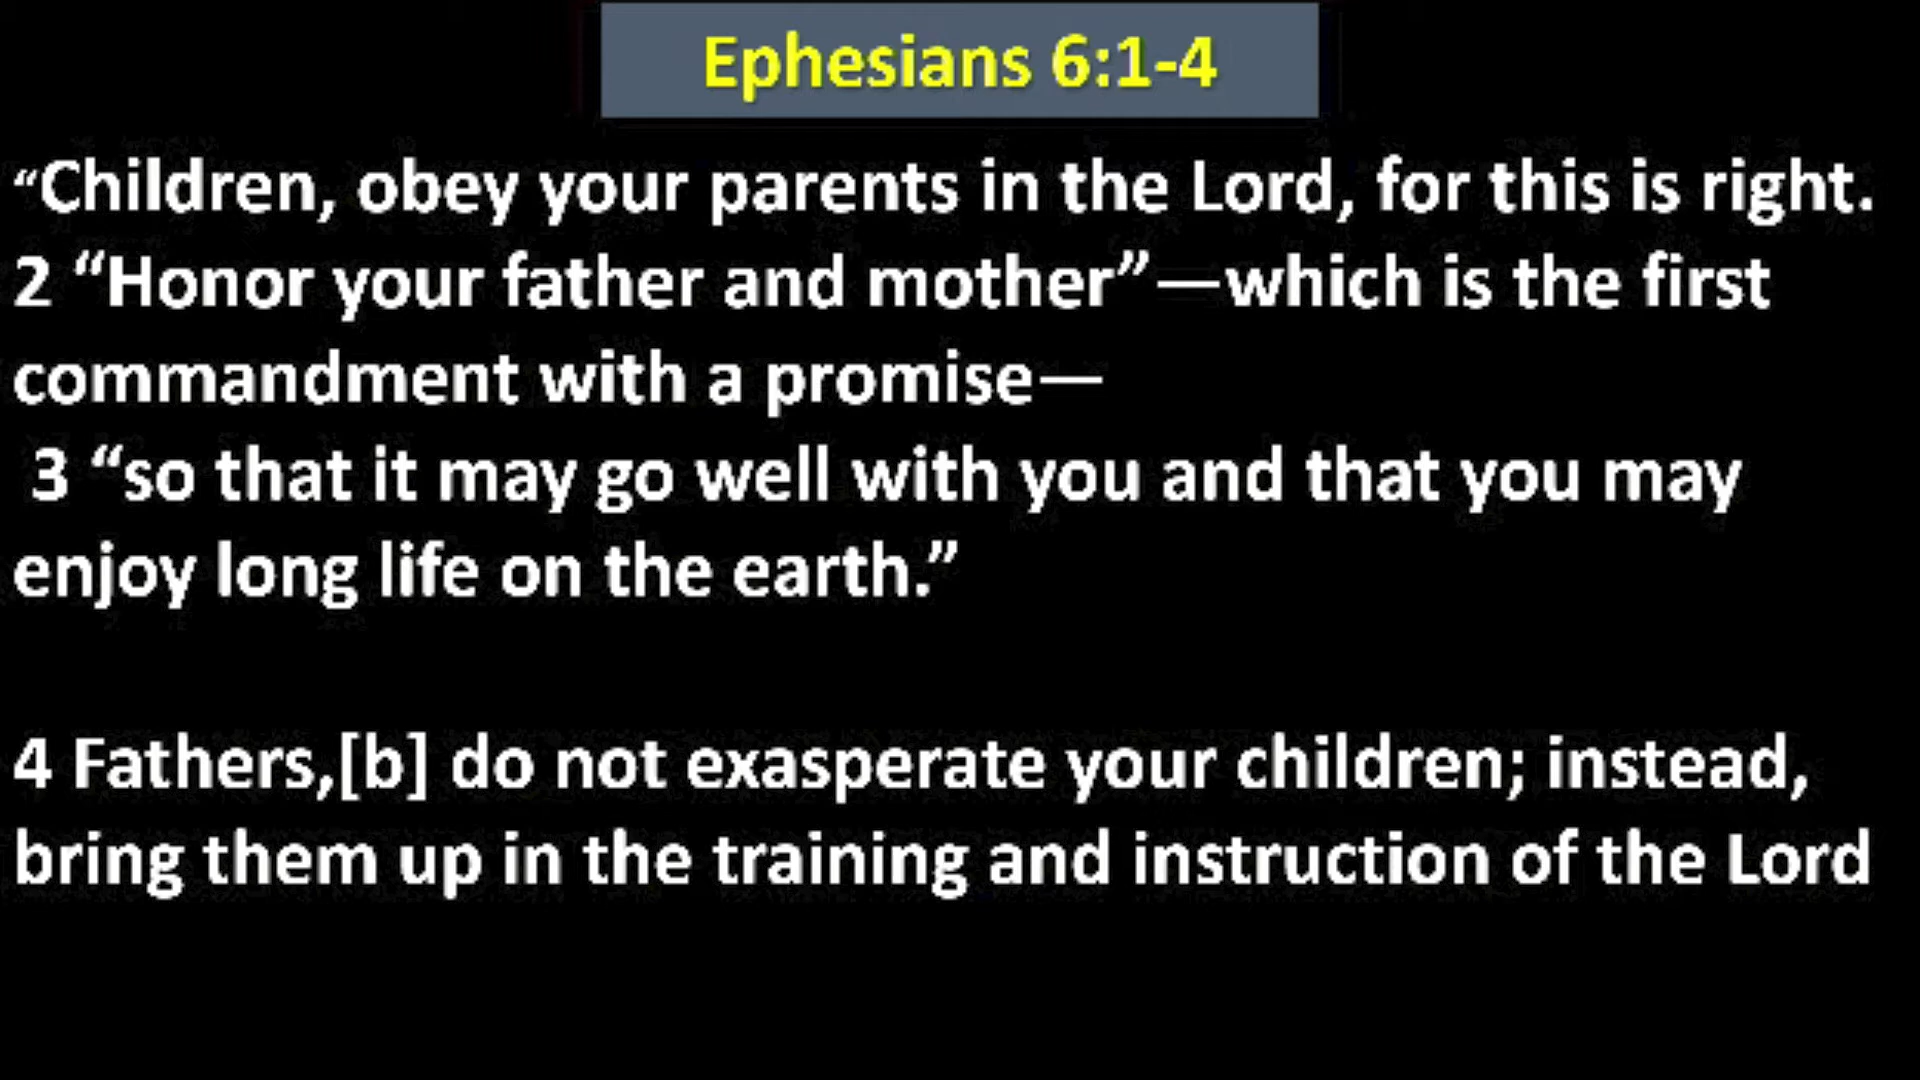 Ephesians 6:1-4
“Children, obey your parents in the Lord, for this is right.
2 “Honor your father and mother”—which is the first
commandment with a promise—
3 “so that it may go well with you and that you may
enjoy long life on the earth.”
4 Fathers,[b] do not exasperate your children; instead,
bring them up in the training and instruction of the Lord